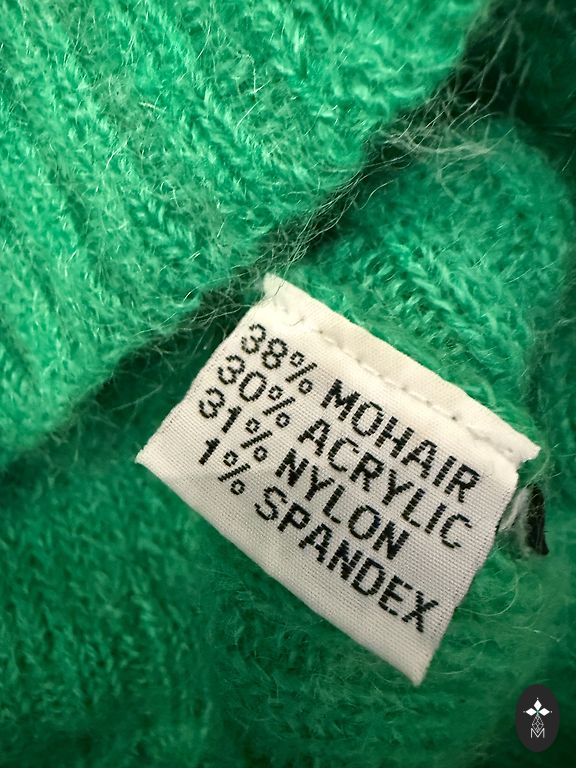 38% MOHAIR
30% ACRYLIC
31% NYLON
1% SPANDEX
M